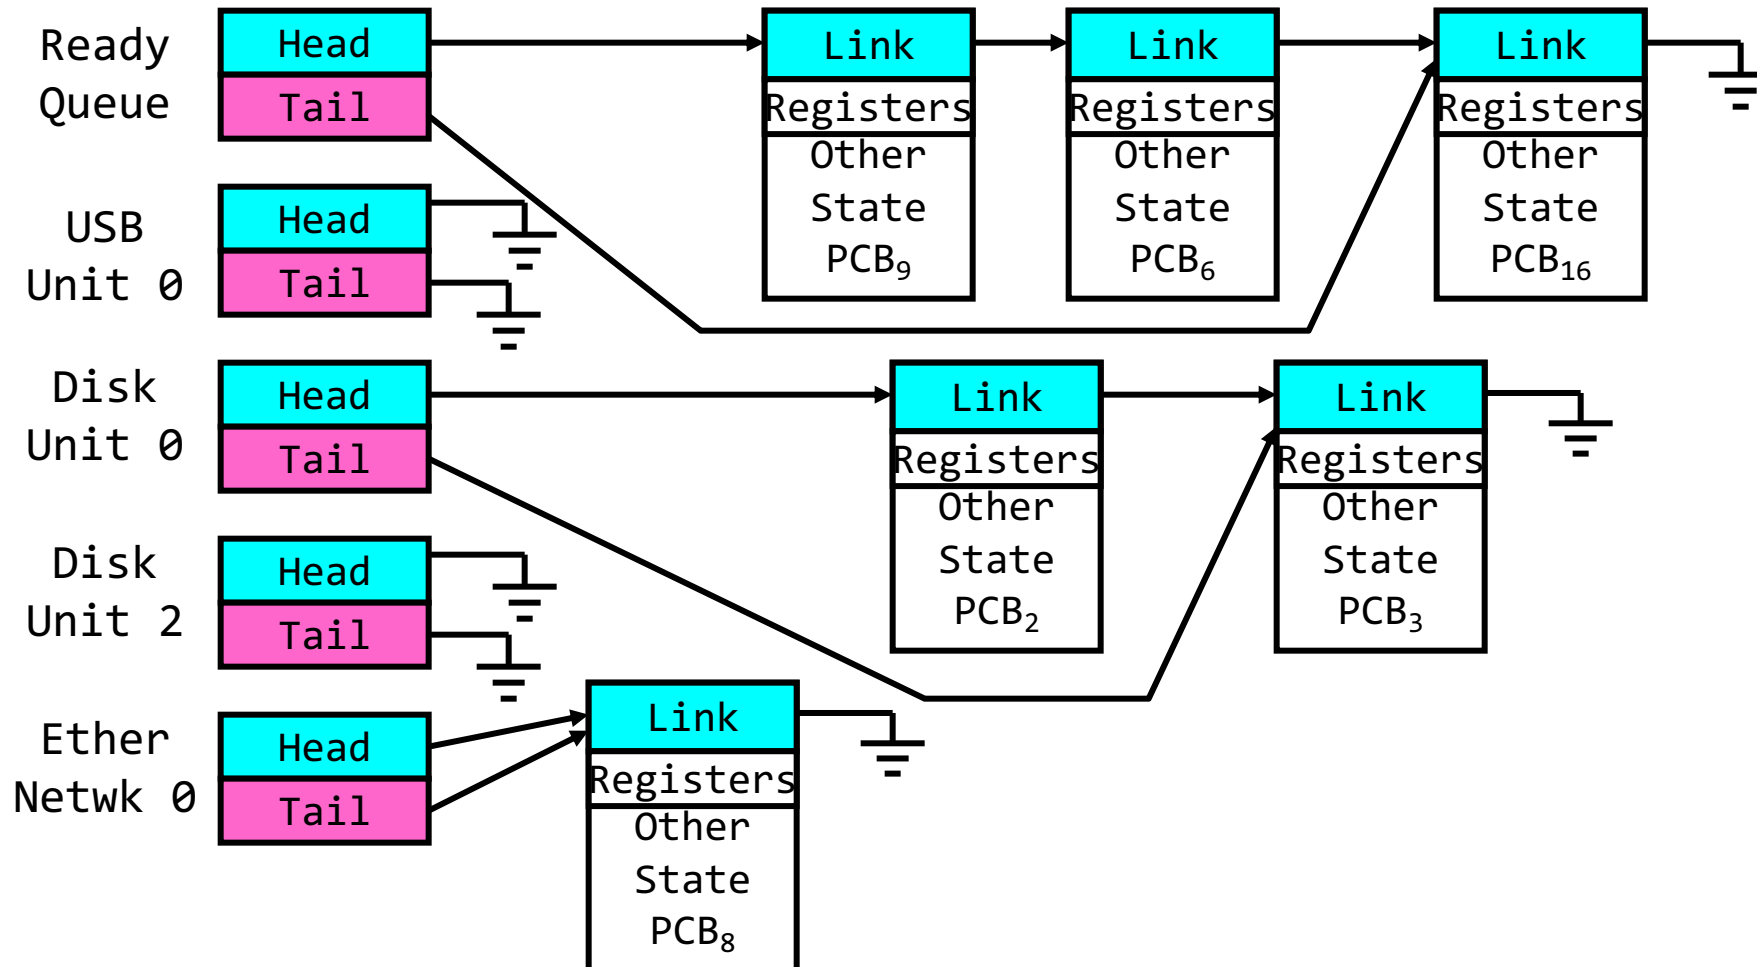 Ready
Queue
Head
Tail
Link
Registers
Other
State
PCB₉
Link
Registers
Other
State
PCB₆
Link
Registers
Other
State
PCB₁₆
USB
Unit 0
Head
Tail
Disk
Unit 0
Head
Tail
Link
Registers
Other
State
PCB₂
Link
Registers
Other
State
PCB₃
Disk
Unit 2
Head
Tail
Ether
Netwk 0
Head
Tail
Link
Registers
Other
State
PCB₈